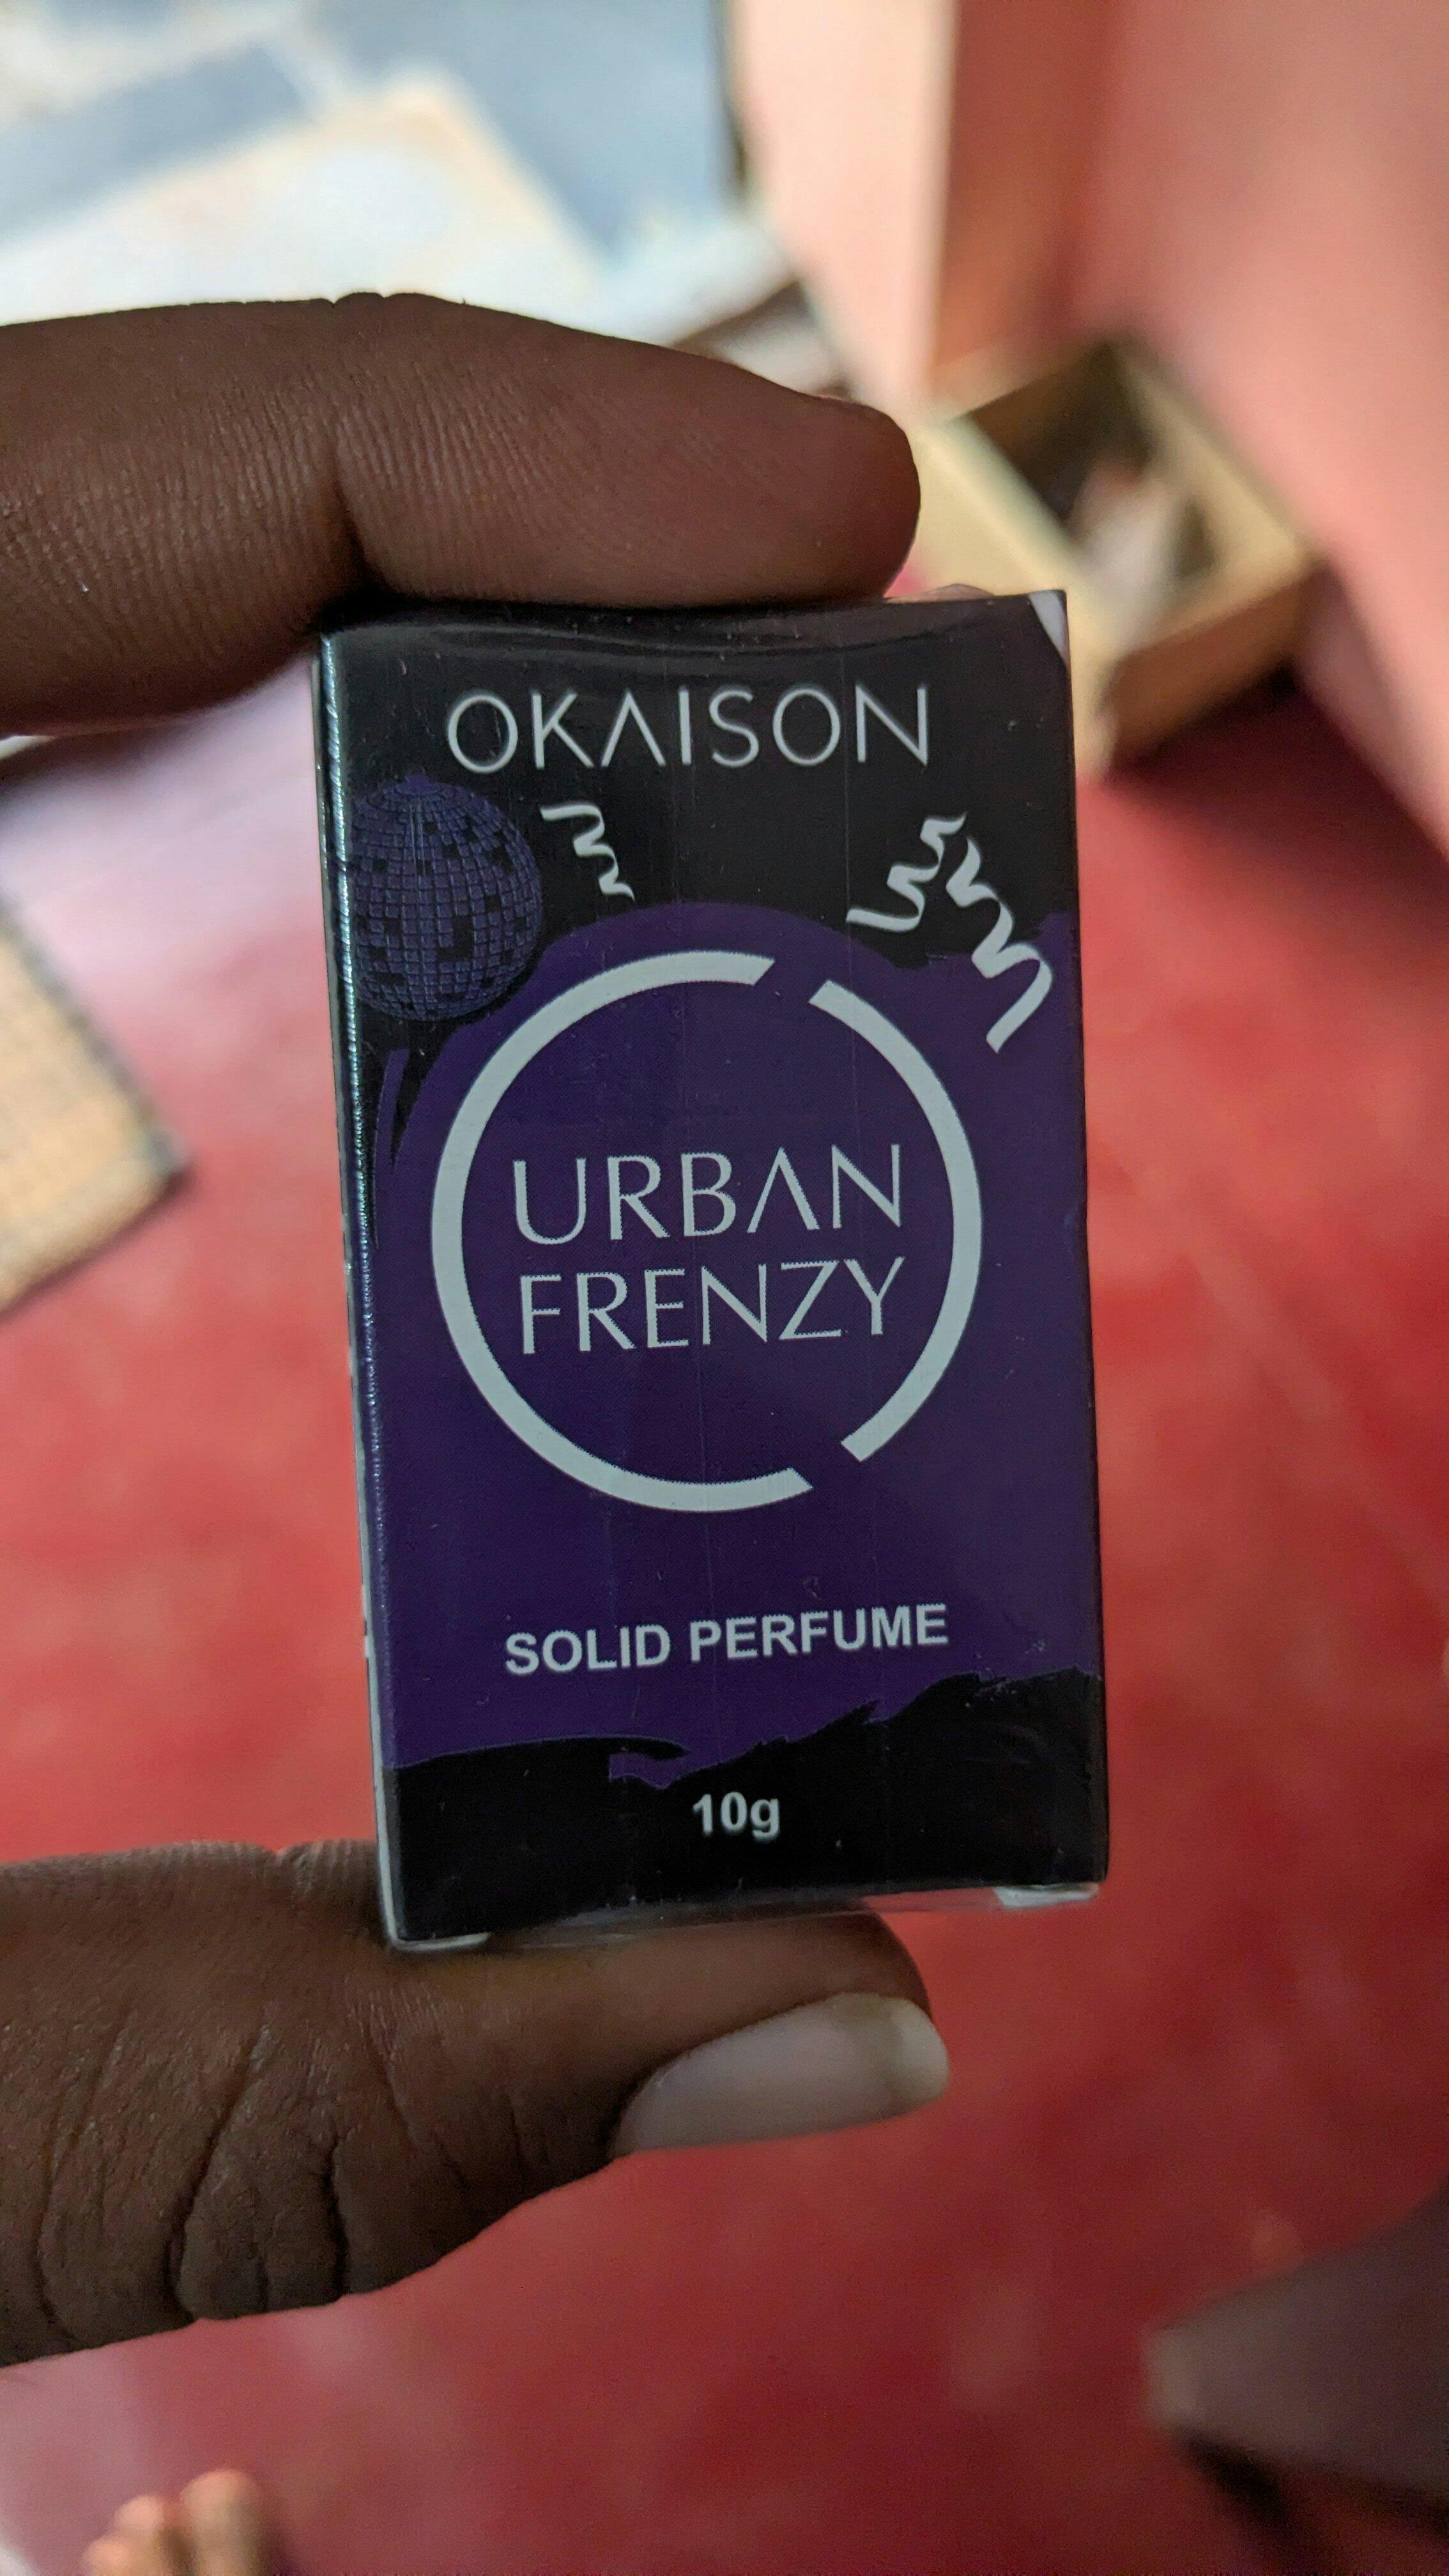 OKAISON
URBAN
FRENZY
SOLID PERFUME
10g